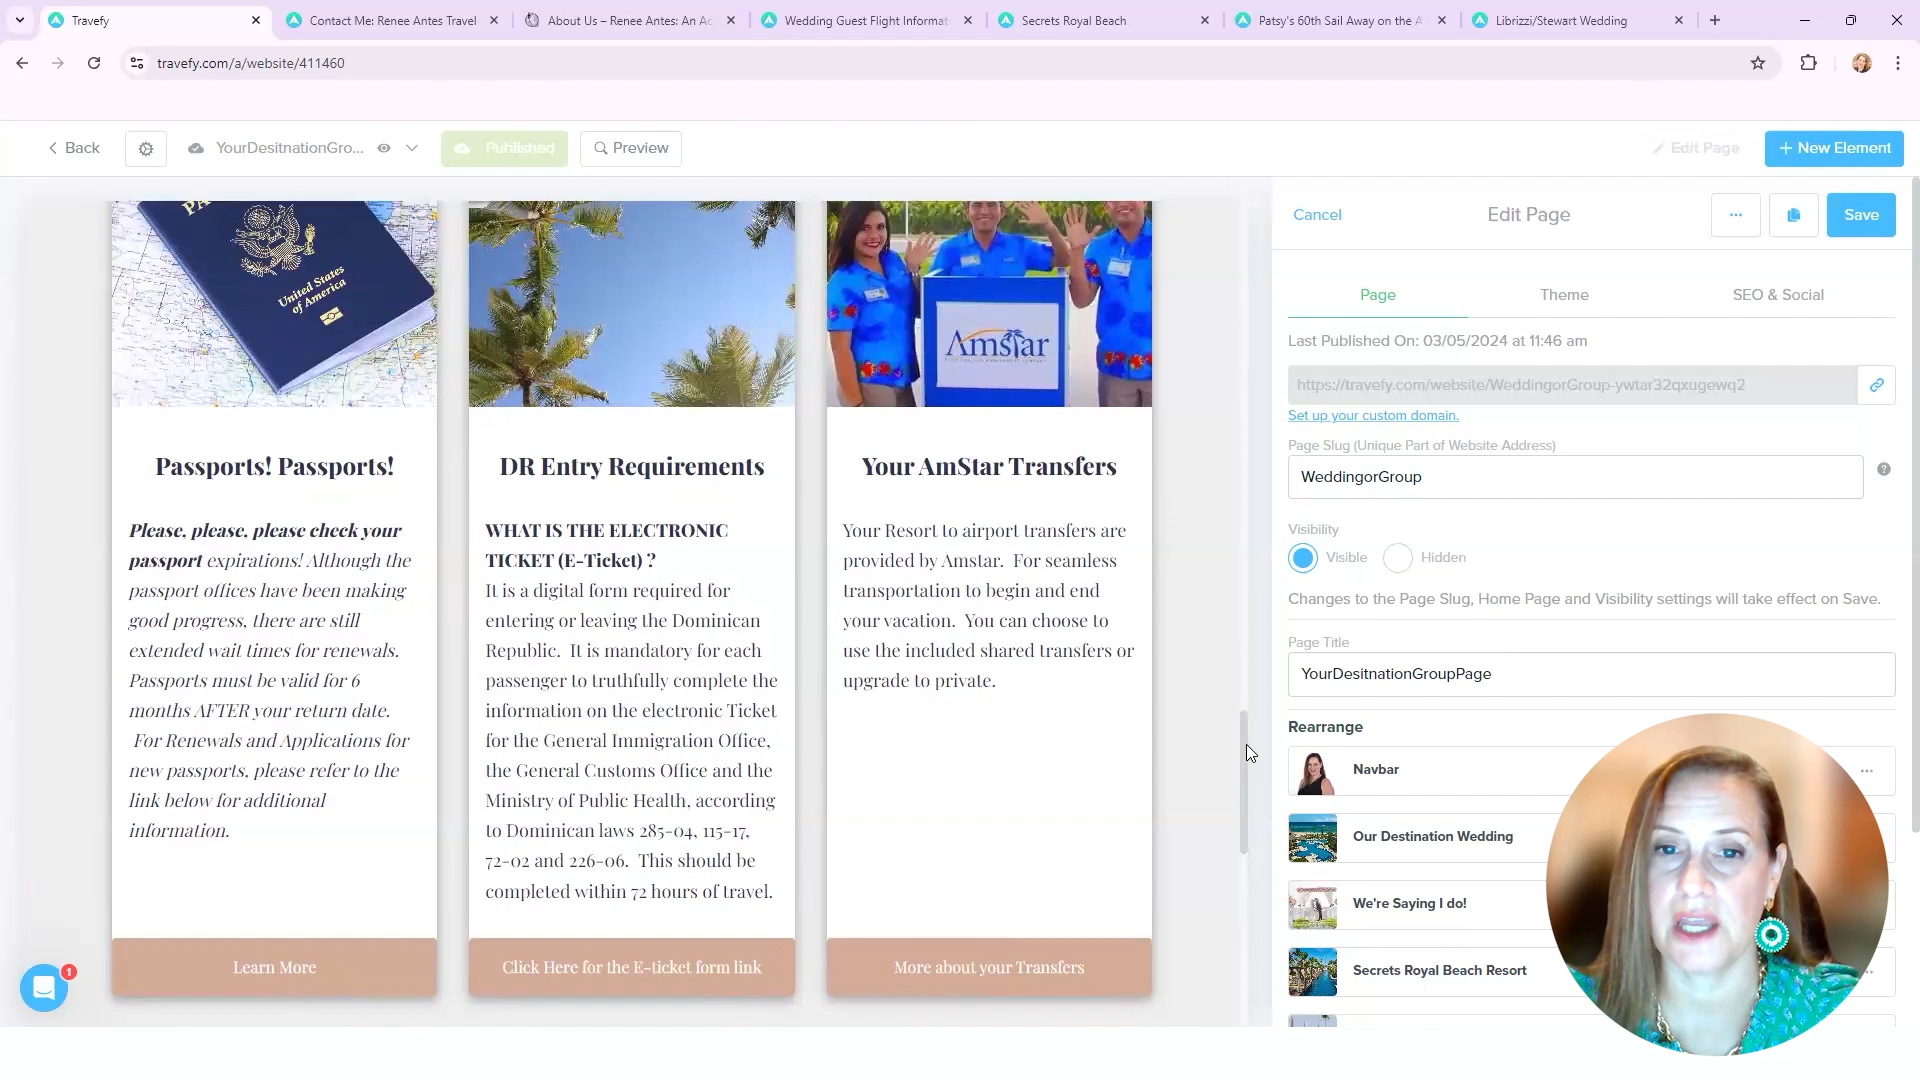 Travefy
Contact Me: Renee Antes Travel
About Us – Renee Antes: An Ac
Wedding Guest Flight Informat
Secrets Royal Beach
Patsy's 60th Sail Away on the A
Librizzi/Stewart Wedding
travefy.com/a/website/411460
Back
YourDesitnationGro...
Published
Preview
Edit Page
+ New Element
Cancel
Edit Page
Save
Page
Theme
SEO & Social
Last Published On: 03/05/2024 at 11:46 am
https://travefy.com/website/WeddingorGroup-ywtar32qxugewq2
Set up your custom domain.
Page Slug (Unique Part of Website Address)
WeddingorGroup
Visibility
Visible
Hidden
Changes to the Page Slug, Home Page and Visibility settings will take effect on Save.
Page Title
YourDesitnationGroupPage
Rearrange
Navbar
Our Destination Wedding
We're Saying I do!
Secrets Royal Beach Resort
United States
of America
Passports! Passports!
Please, please, please check your
passport expirations! Although the
passport offices have been making
good progress, there are still
extended wait times for renewals.
Passports must be valid for 6
months AFTER your return date.
For Renewals and Applications for
new passports, please refer to the
link below for additional
information.
Learn More
DR Entry Requirements
WHAT IS THE ELECTRONIC
TICKET (E-Ticket) ?
It is a digital form required for
entering or leaving the Dominican
Republic. It is mandatory for each
passenger to truthfully complete the
information on the electronic Ticket
for the General Immigration Office,
the General Customs Office and the
Ministry of Public Health, according
to Dominican laws 285-04, 115-17,
72-02 and 226-06. This should be
completed within 72 hours of travel.
Click Here for the E-ticket form link
Amstar
Your AmStar Transfers
Your Resort to airport transfers are
provided by Amstar. For seamless
transportation to begin and end
your vacation. You can choose to
use the included shared transfers or
upgrade to private.
More about your Transfers
1